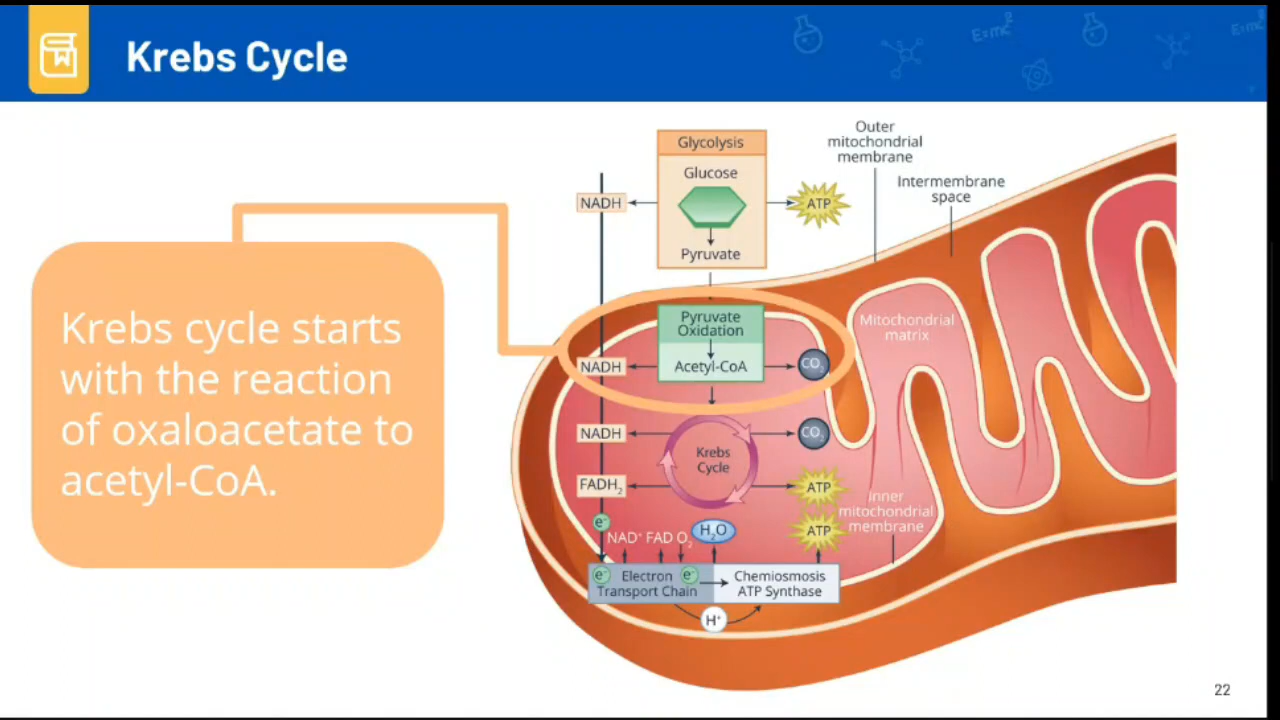 Krebs Cycle
E=mc²
E=mc²
Krebs cycle starts
with the reaction
of oxaloacetate to
acetyl-CoA.
Glycolysis
Glucose
Pyruvate
NADH
ATP
Outer
mitochondrial
membrane
Intermembrane
space
Pyruvate
Oxidation
Acetyl-CoA
NADH
CO₂
Mitochondrial
matrix
NADH
Krebs
Cycle
CO₂
FADH₂
ATP
Inner
mitochondrial
membrane
e⁻
NAD⁺ FAD O₂
H₂O
ATP
e⁻ Electron e⁻
Transport Chain
Chemiosmosis
ATP Synthase
H⁺
22